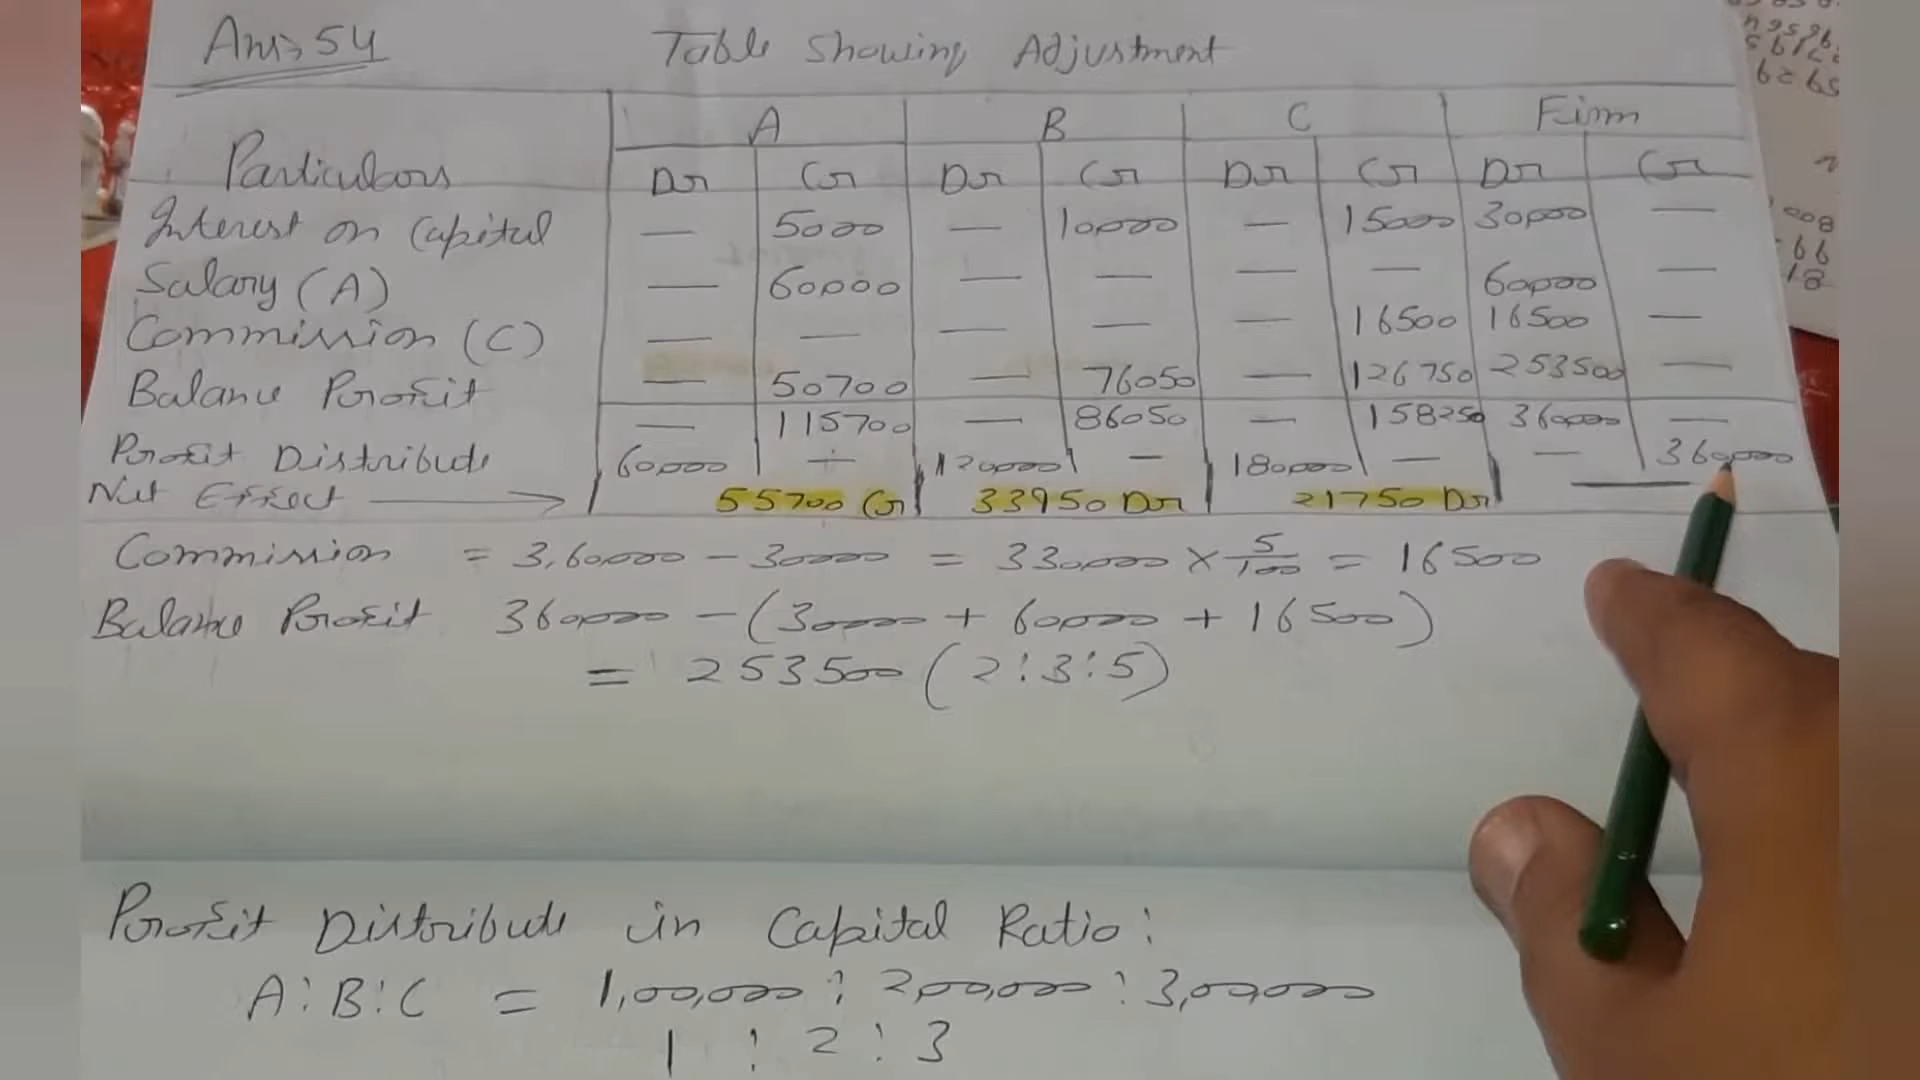 Ans 54
Table Showing Adjustment
Particulars A B C Firm
Dr Cr Dr Cr Dr Cr Dr Cr
Interest on Capital — 5000 — 10000 — 15000 30000 —
Salary (A) — 60000 — — — — 60000 —
Commission (C) — — — — — 16500 16500 —
Balance Profit — 50700 — 76050 — 126750 253500 —
— 115700 — 86050 — 158250 360000 —
Profit Distribute 60000 — 120000 — 180000 — — 360000
Net Effect → 55700 Cr 33950 Dr 21750 Dr
Commission = 3,60000 - 30000 = 330000 × 5/100 = 16500
Balance Profit 360000 - (30000 + 60000 + 16500)
= 253500 (2:3:5)
Profit Distribute in Capital Ratio:
A:B:C = 1,00,000 : 2,00,000 : 3,00,000
1 : 2 : 3